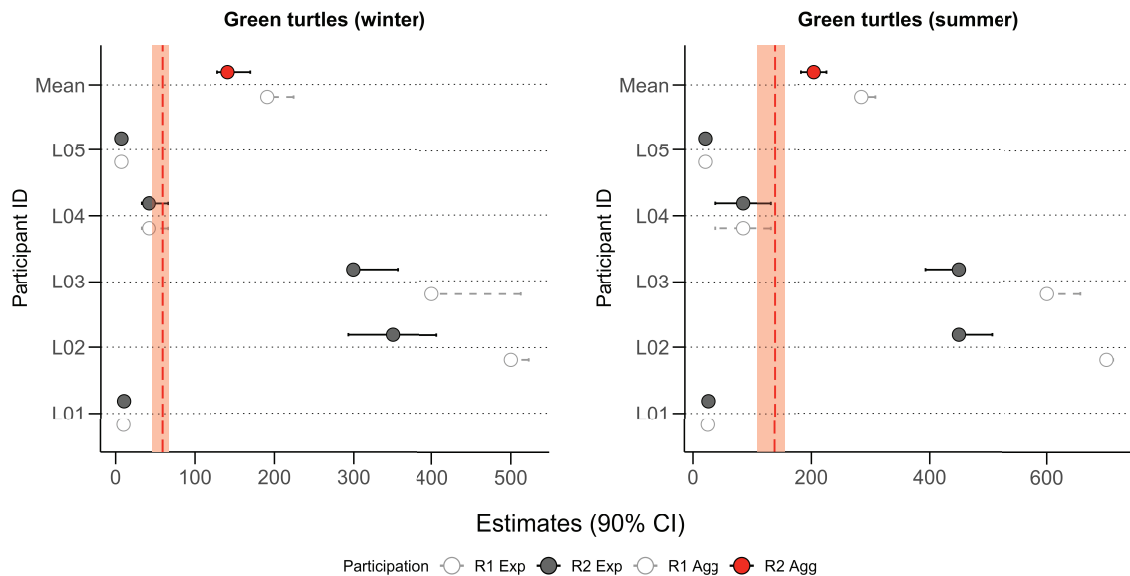 Green turtles (winter)
Green turtles (summer)
Participant ID
Mean
L05
L04
L03
L02
L01
0 100 200 300 400 500
Participant ID
Mean
L05
L04
L03
L02
L01
0 200 400 600
Estimates (90% CI)
Participation R1 Exp R2 Exp R1 Agg R2 Agg